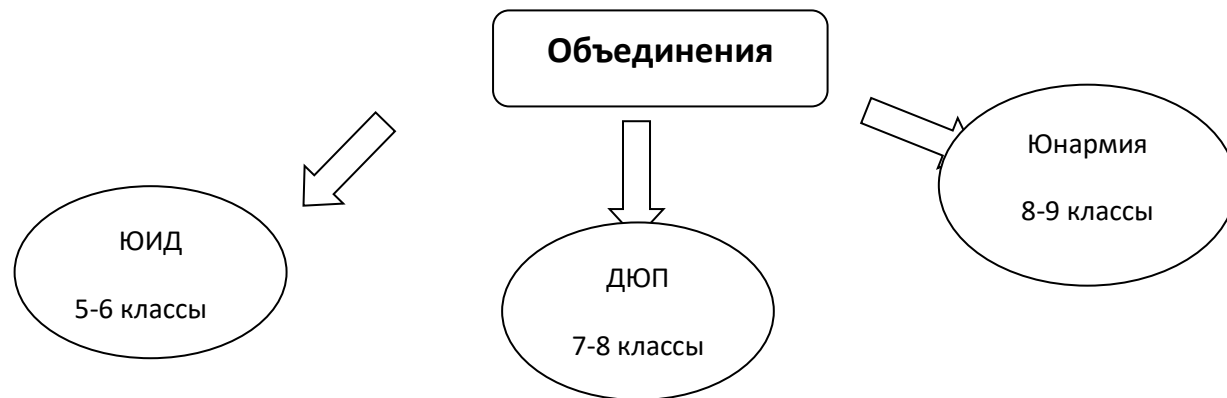 Объединения
ЮИД
5-6 классы
ДЮП
7-8 классы
Юнармия
8-9 классы